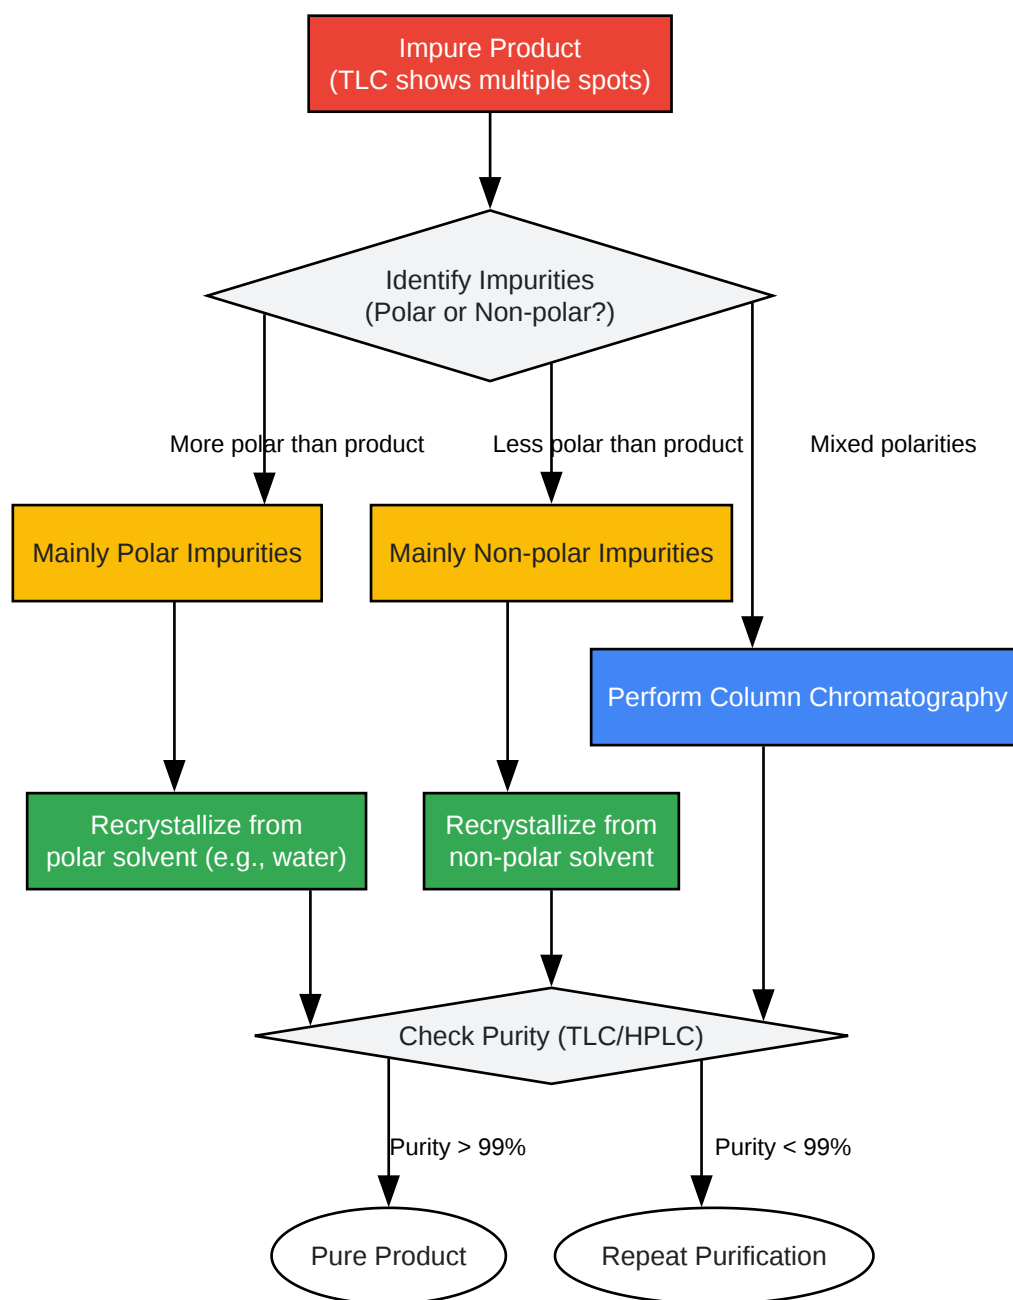 Impure Product
(TLC shows multiple spots)
Identify Impurities
(Polar or Non-polar?)
More polar than product
Less polar than product
Mixed polarities
Mainly Polar Impurities
Mainly Non-polar Impurities
Perform Column Chromatography
Recrystallize from
polar solvent (e.g., water)
Recrystallize from
non-polar solvent
Check Purity (TLC/HPLC)
Purity > 99%
Purity < 99%
Pure Product
Repeat Purification